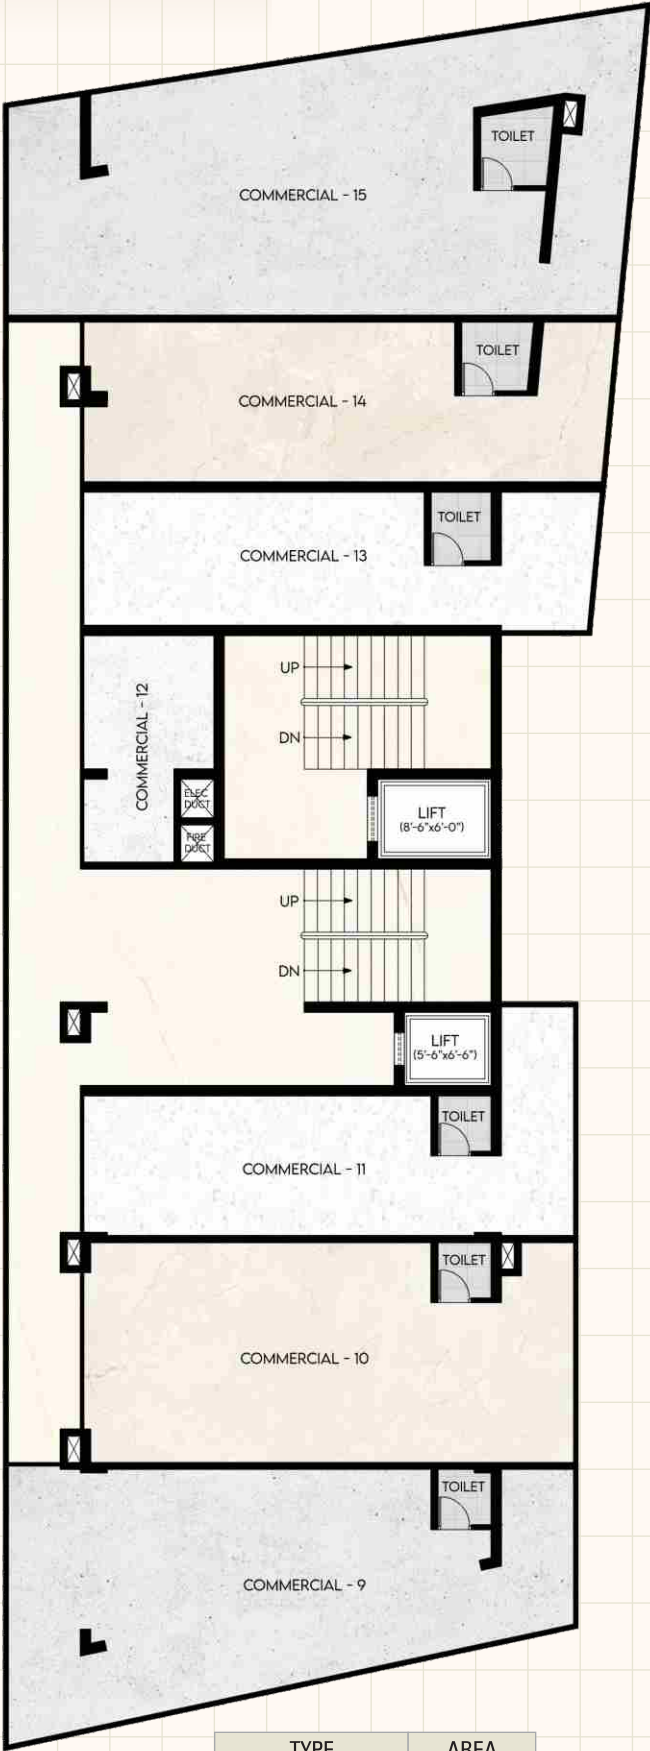 TOILET
COMMERCIAL - 15
TOILET
COMMERCIAL - 14
TOILET
COMMERCIAL - 13
UP
COMMERCIAL - 12
DN
ELEC
DUCT
LIFT
(8'-6"x6'-0")
FIRE
DUCT
UP
DN
LIFT
(5'-6"x6'-6")
TOILET
COMMERCIAL - 11
TOILET
COMMERCIAL - 10
TOILET
COMMERCIAL - 9
TYPE AREA